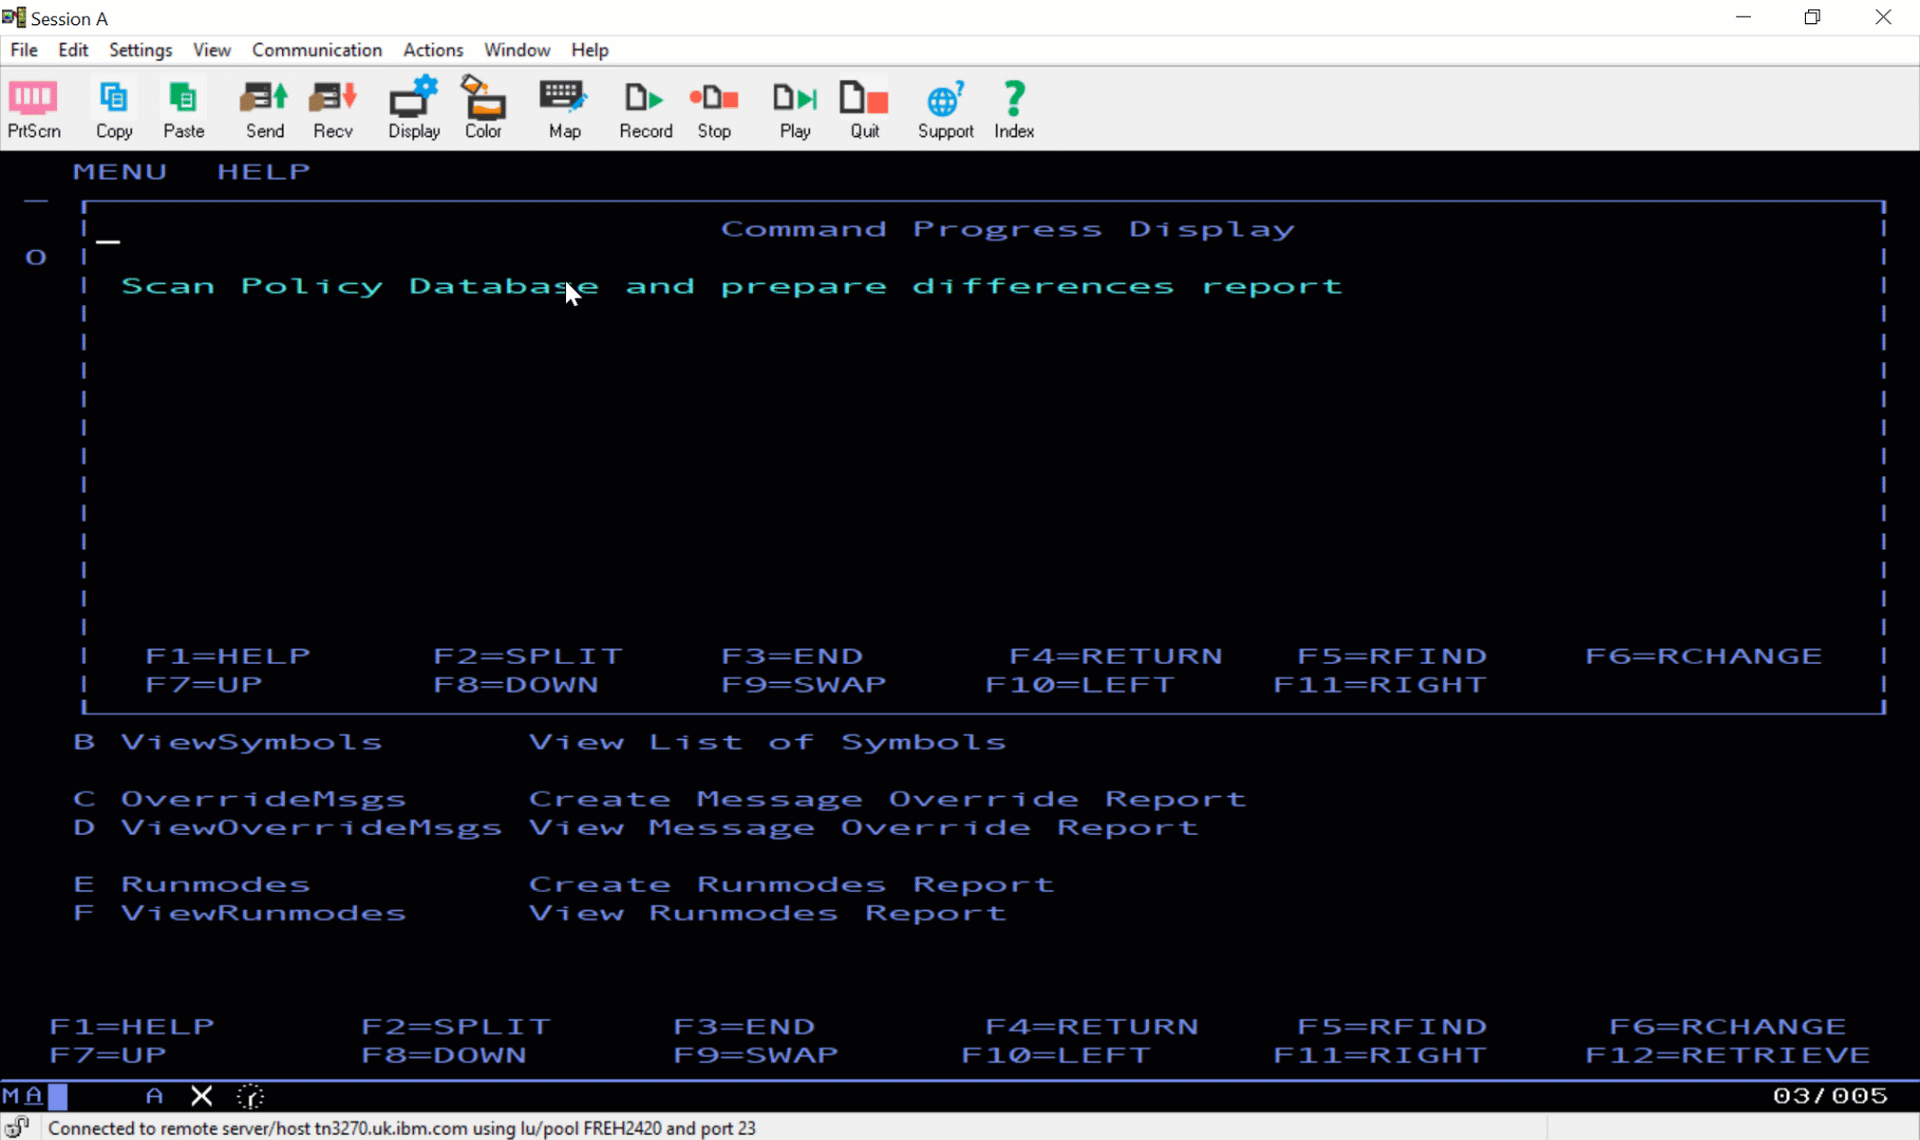 Session A
File Edit Settings View Communication Actions Window Help
PrtScrn Copy Paste Send Recv Display Color Map Record Stop Play Quit Support Index
MENU HELP
Command Progress Display
O
Scan Policy Database and prepare differences report
F1=HELP F2=SPLIT F3=END F4=RETURN F5=RFIND F6=RCHANGE
F7=UP F8=DOWN F9=SWAP F10=LEFT F11=RIGHT
B ViewSymbols View List of Symbols
C OverrideMsgs Create Message Override Report
D ViewOverrideMsgs View Message Override Report
E Runmodes Create Runmodes Report
F ViewRunmodes View Runmodes Report
F1=HELP F2=SPLIT F3=END F4=RETURN F5=RFIND F6=RCHANGE
F7=UP F8=DOWN F9=SWAP F10=LEFT F11=RIGHT F12=RETRIEVE
MA A X 03/005
Connected to remote server/host tn3270.uk.ibm.com using lu/pool FREH2420 and port 23